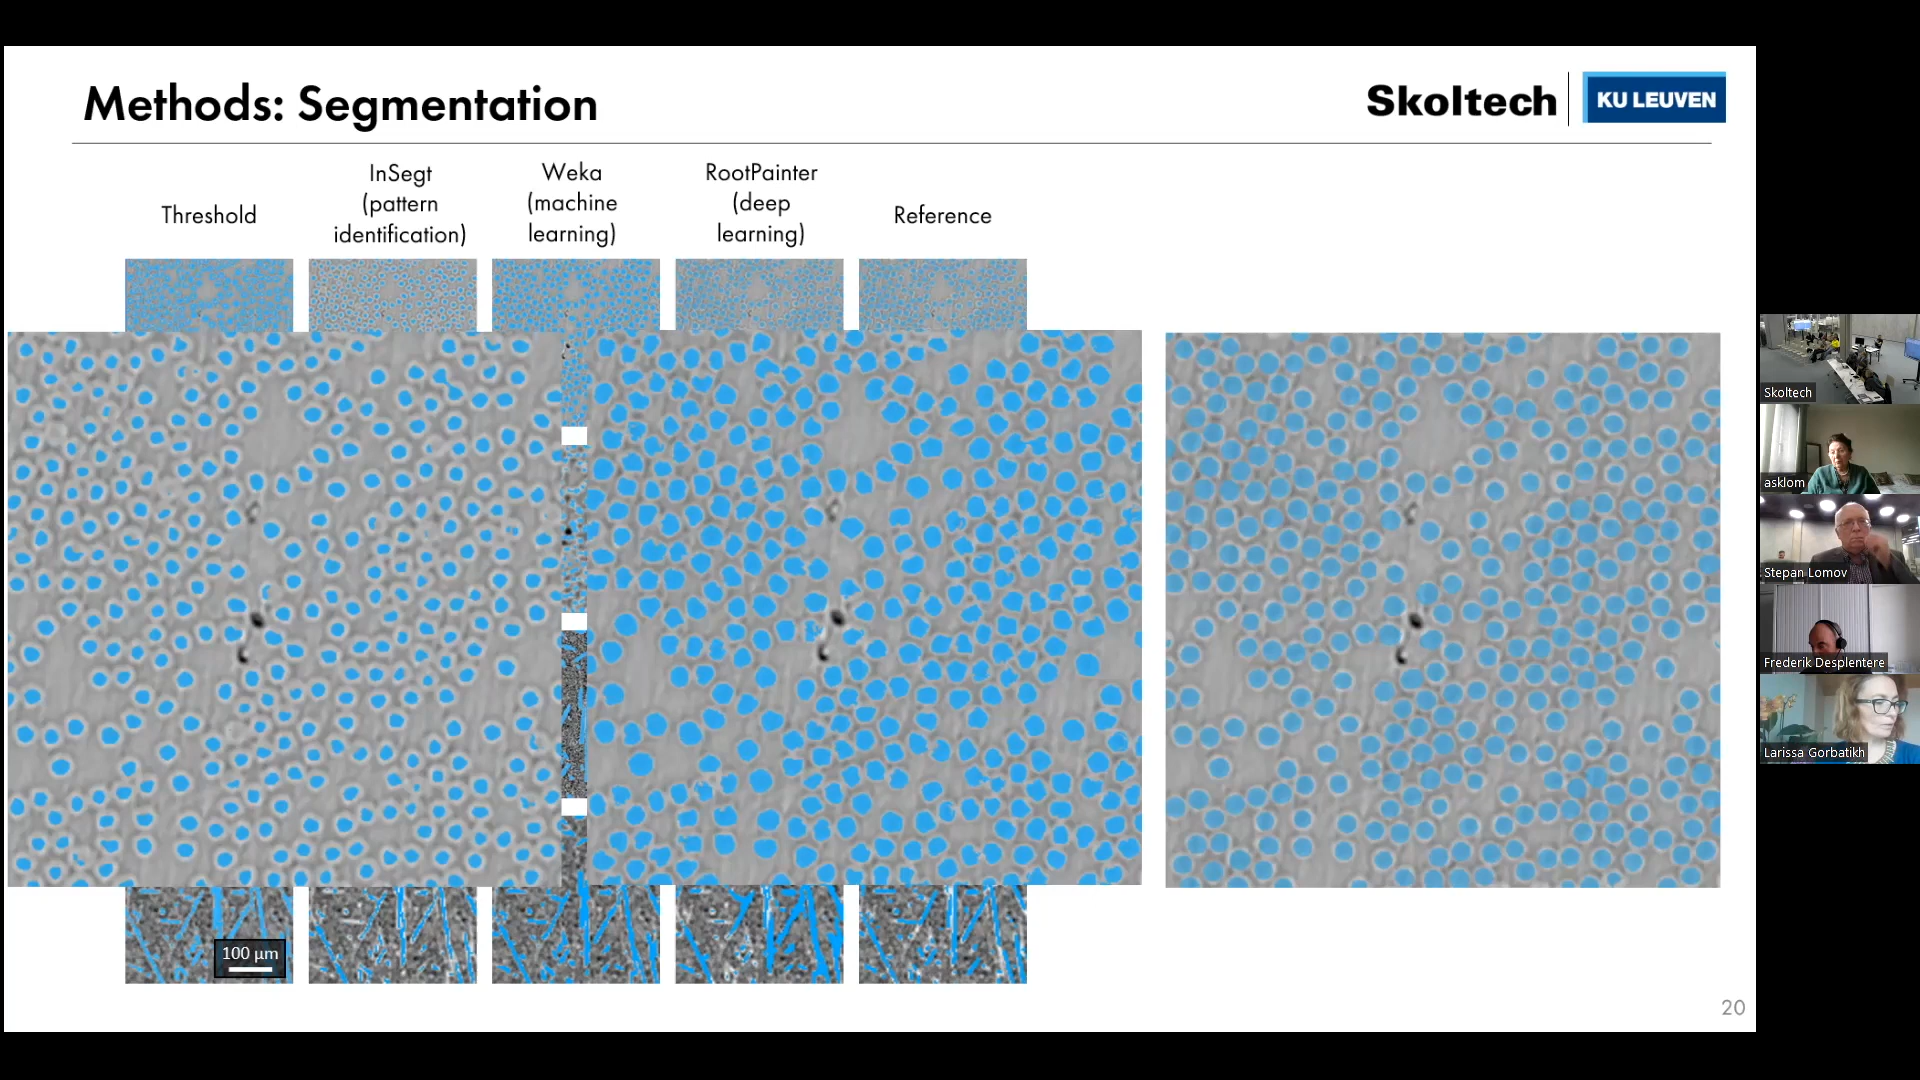 Methods: Segmentation
Skoltech
KU LEUVEN
Threshold
InSegt
(pattern
identification)
Weka
(machine
learning)
RootPainter
(deep
learning)
Reference
100 µm
20
Skoltech
asklom
Stepan Lomov
Frederik Desplentere
Larissa Gorbatikh